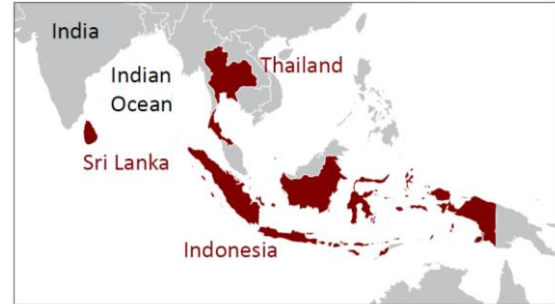 India
Thailand
Indian
Ocean
Sri Lanka
Indonesia